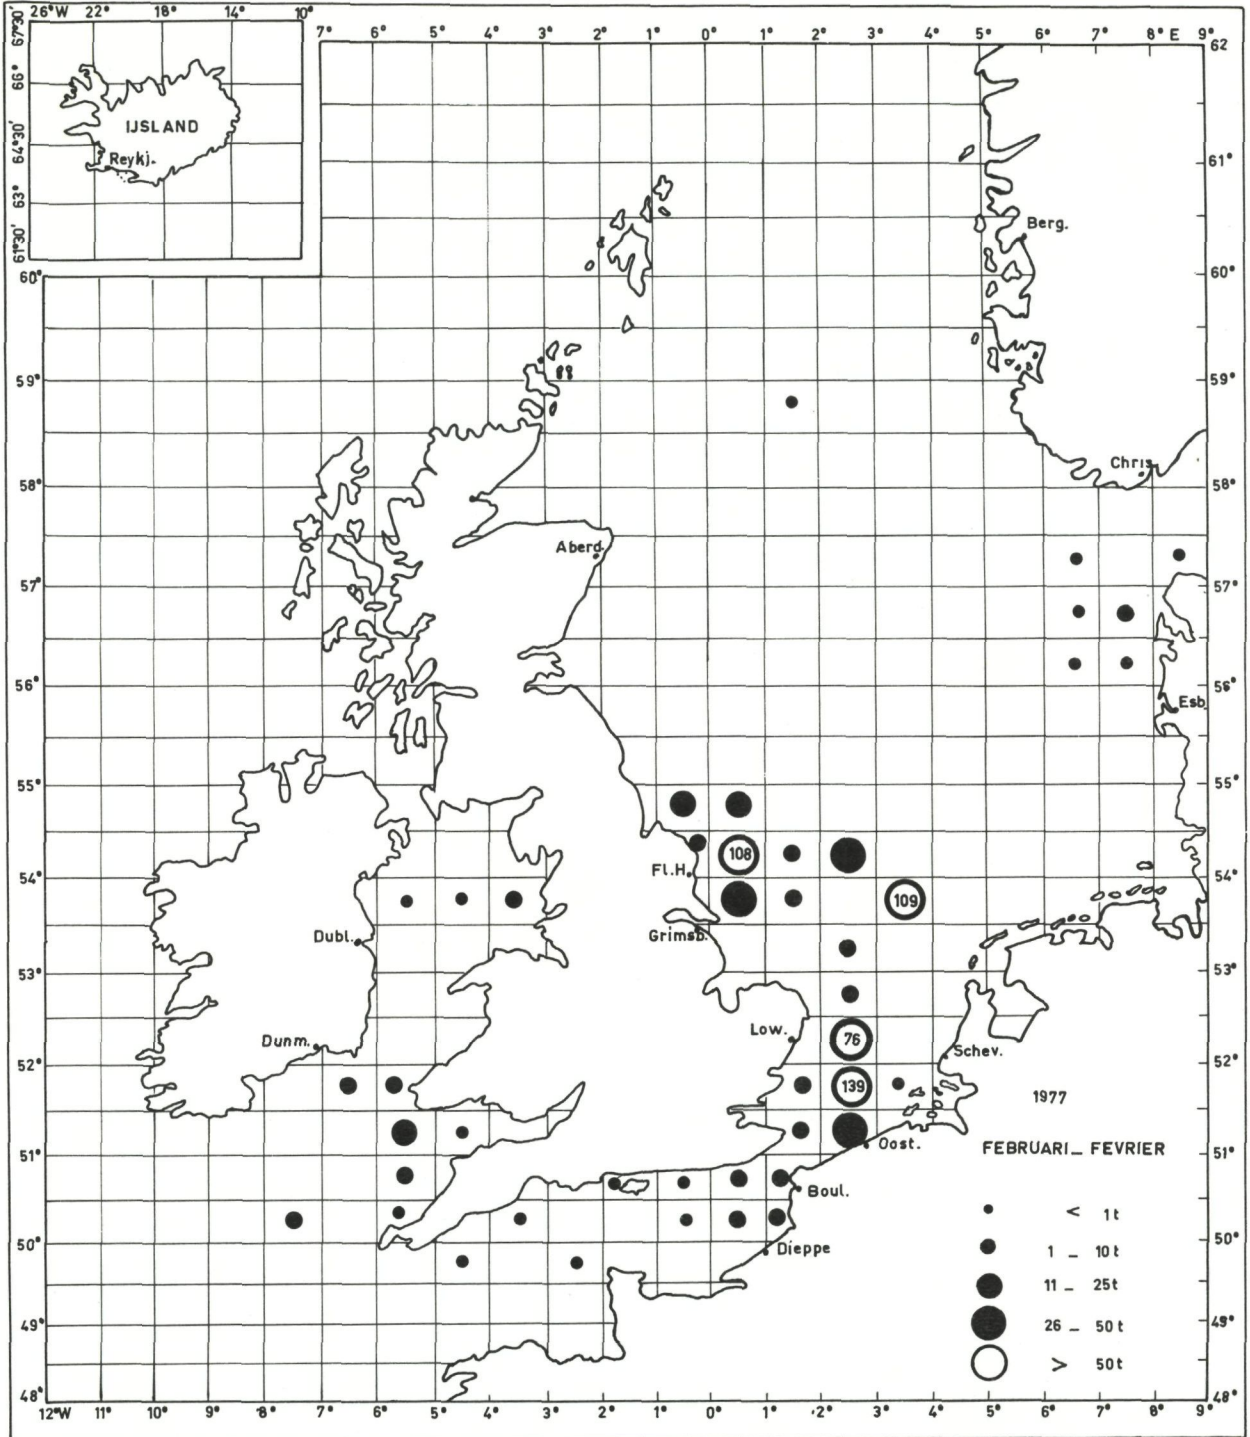 26°W 22° 18° 14° 10°
7° 6° 5° 4° 3° 2° 1° 0° 1° 2° 3° 4° 5° 6° 7° 8° E 9°
67°30'
66°
64°30'
63°
61°30'
IJSLAND
Reykj.
62
61°
Berg.
60° 60°
59° 59°
Chris
58° 58°
Aberd.
57° 57°
56° 56°
Esb
55° 55°
108
Fl.H.
54° 54°
109
Grimsb.
Dubl.
53° 53°
Low. 76
Dunm.
Schev.
52° 52°
139
1977
Oost.
FEBRUARI_ FEVRIER
51° 51°
Boul.
< 1t
50° Dieppe 1 _ 10t 50°
11 _ 25t
49° 26 _ 50t 49°
> 50t
48° 48°
12°W 11° 10° 9° 8° 7° 6° 5° 4° 3° 2° 1° 0° 1° 2° 3° 4° 5° 6° 7° 8° 9°